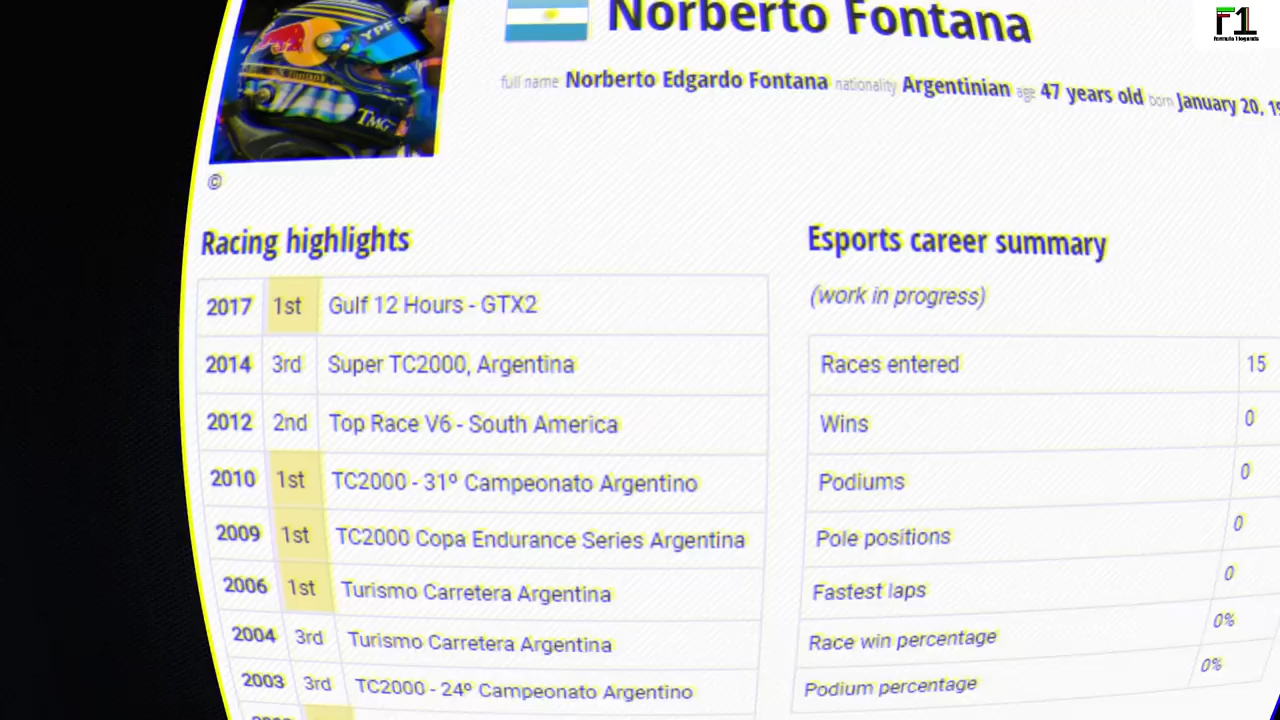 F1
Norberto Fontana
full name Norberto Edgardo Fontana nationality Argentinian age 47 years old born January 20,
YPF
TMG
©
Racing highlights
2017 1st Gulf 12 Hours - GTX2
2014 3rd Super TC2000, Argentina
2012 2nd Top Race V6 - South America
2010 1st TC2000 - 31º Campeonato Argentino
2009 1st TC2000 Copa Endurance Series Argentina
2006 1st Turismo Carretera Argentina
2004 3rd Turismo Carretera Argentina
2003 3rd TC2000 - 24º Campeonato Argentino
Esports career summary
(work in progress)
Races entered 15
Wins 0
Podiums 0
Pole positions 0
Fastest laps 0
Race win percentage 0%
Podium percentage 0%